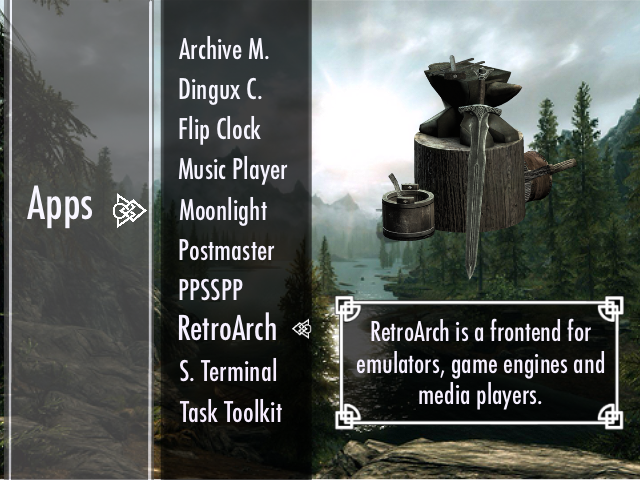 Apps
Archive M.
Dingux C.
Flip Clock
Music Player
Moonlight
Postmaster
PPSSPP
RetroArch
S. Terminal
Task Toolkit
RetroArch is a frontend for
emulators, game engines and
media players.